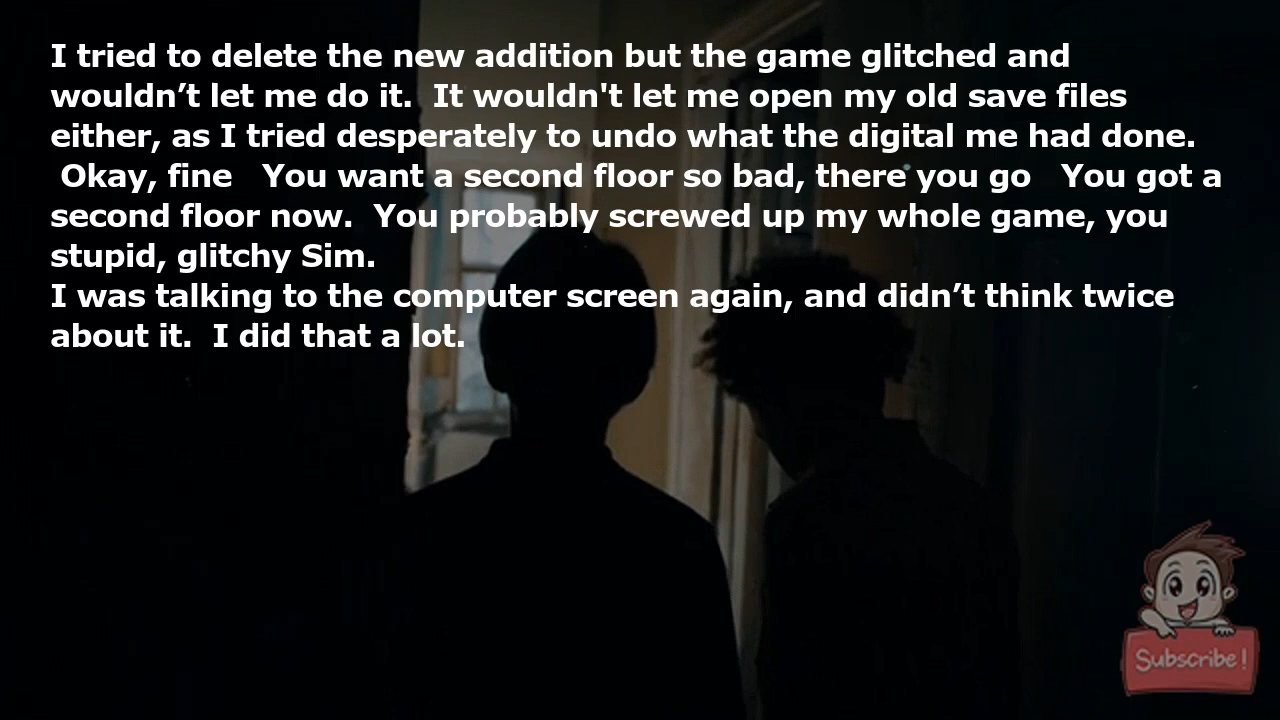 I tried to delete the new addition but the game glitched and
wouldn’t let me do it.  It wouldn't let me open my old save files
either, as I tried desperately to undo what the digital me had done.
Okay, fine   You want a second floor so bad, there you go   You got a
second floor now.  You probably screwed up my whole game, you
stupid, glitchy Sim.
I was talking to the computer screen again, and didn’t think twice
about it.  I did that a lot.
Subscribe!